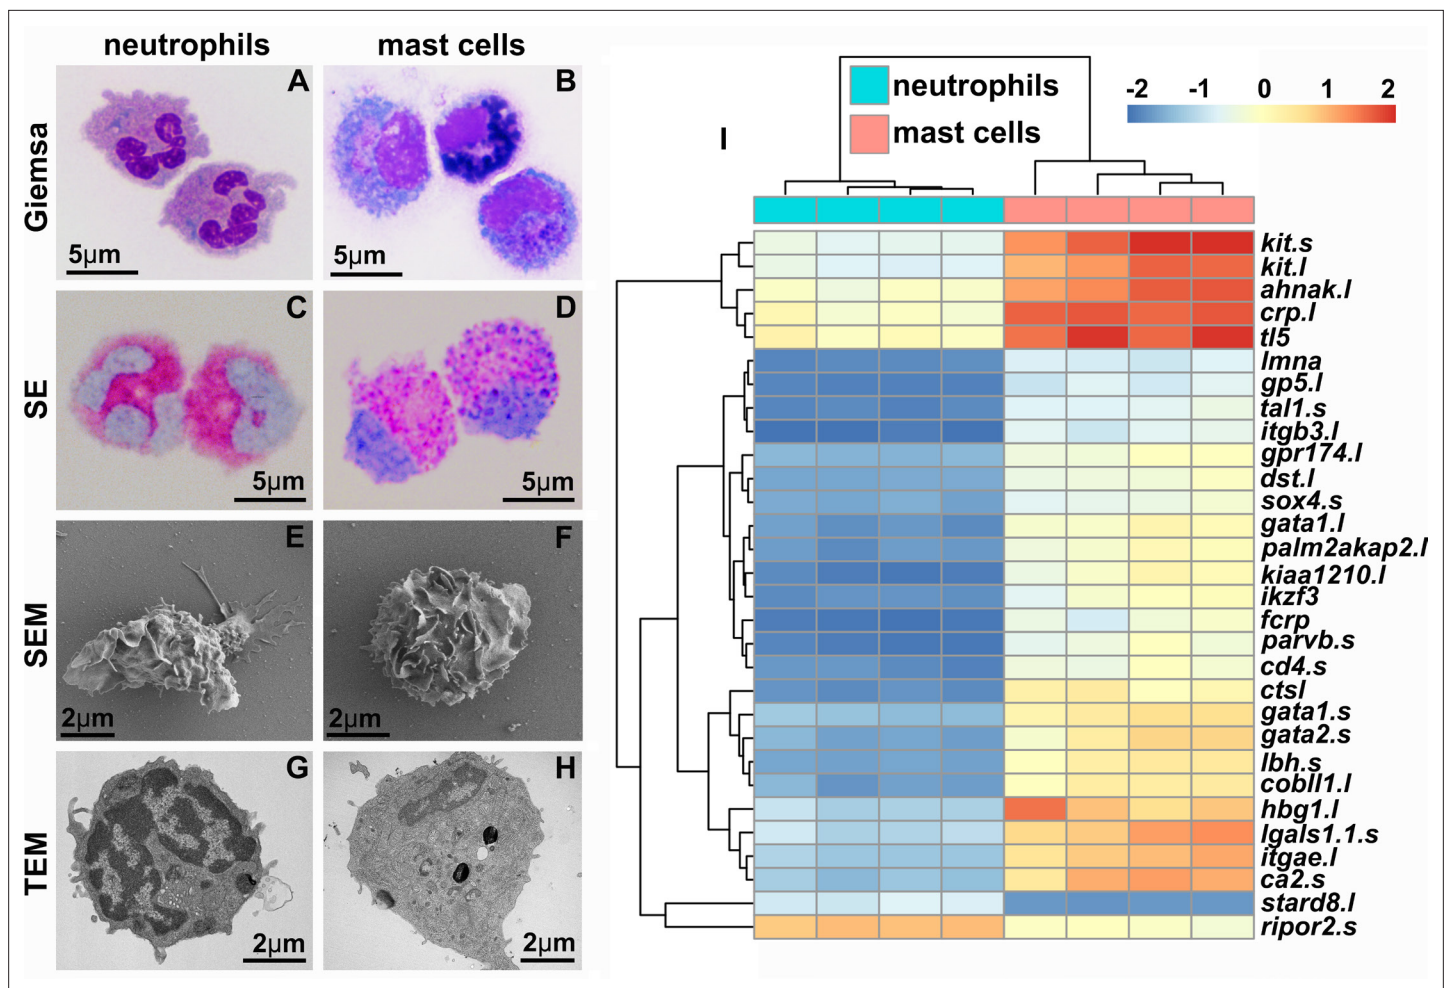 neutrophils
mast cells
Giemsa
A
B
5µm
5µm
SE
C
D
5µm
5µm
SEM
E
F
2µm
2µm
TEM
G
H
2µm
2µm
I
neutrophils
mast cells
-2 -1 0 1 2
kit.s
kit.l
ahnak.l
crp.l
tl5
lmna
gp5.l
tal1.s
itgb3.l
gpr174.l
dst.l
sox4.s
gata1.l
palm2akap2.l
kiaa1210.l
ikzf3
fcrp
parvb.s
cd4.s
ctsl
gata1.s
gata2.s
lbh.s
cobll1.l
hbg1.l
lgals1.1.s
itgae.l
ca2.s
stard8.l
ripor2.s